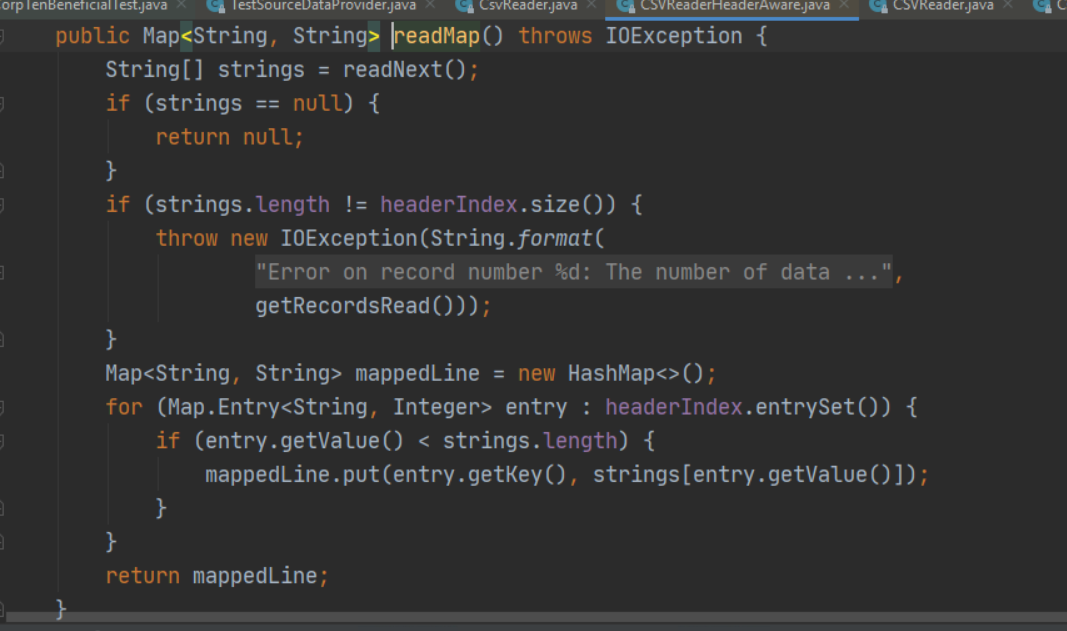 orpTenBeneficialTest.java TestSourceDataProvider.java CsvReader.java CSVReaderHeaderAware.java CSVReader.java
public Map<String, String> readMap() throws IOException {
String[] strings = readNext();
if (strings == null) {
return null;
}
if (strings.length != headerIndex.size()) {
throw new IOException(String.format(
"Error on record number %d: The number of data ...",
getRecordsRead()));
}
Map<String, String> mappedLine = new HashMap<>();
for (Map.Entry<String, Integer> entry : headerIndex.entrySet()) {
if (entry.getValue() < strings.length) {
mappedLine.put(entry.getKey(), strings[entry.getValue()]);
}
}
return mappedLine;
}